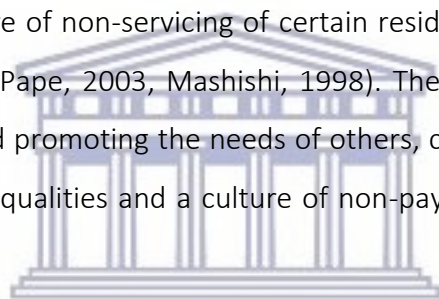 re of non-servicing of certain resid
Pape, 2003, Mashishi, 1998). The
d promoting the needs of others, c
qualities and a culture of non-pay